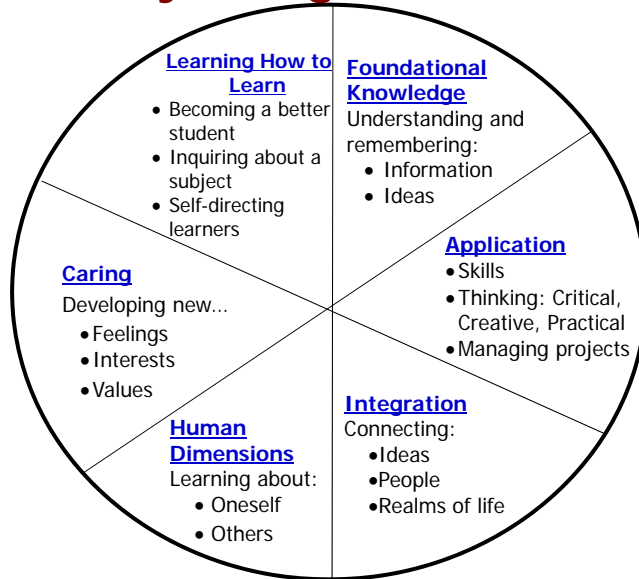 Learning How to
Learn
• Becoming a better
student
• Inquiring about a
subject
• Self-directing
learners
Foundational
Knowledge
Understanding and
remembering:
• Information
• Ideas
Application
• Skills
• Thinking: Critical,
Creative, Practical
• Managing projects
Integration
Connecting:
• Ideas
• People
• Realms of life
Human
Dimensions
Learning about:
• Oneself
• Others
Caring
Developing new...
• Feelings
• Interests
• Values